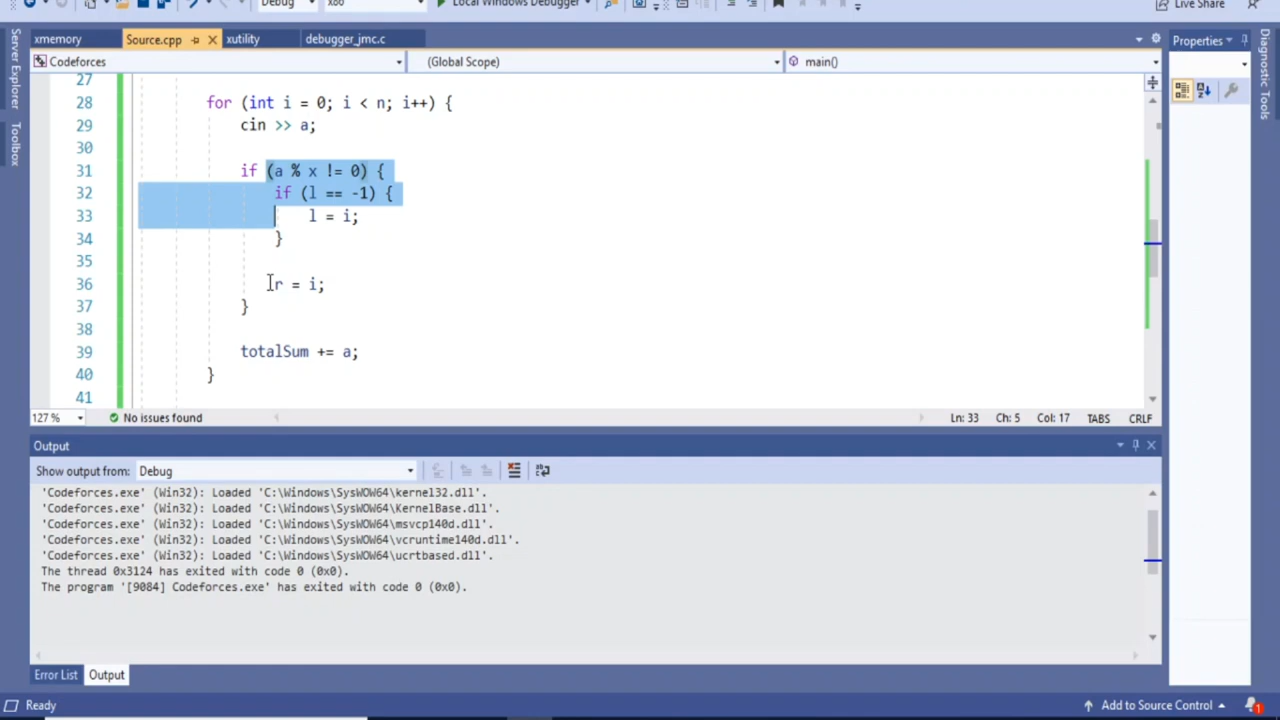 Debug x86 Local Windows Debugger Live Share
xmemory Source.cpp xutility debugger_jmc.c
Properties
Server Explorer
Toolbox
Diagnostic Tools
Codeforces (Global Scope) main()
27
28 for (int i = 0; i < n; i++) {
29 cin >> a;
30
31 if (a % x != 0) {
32 if (l == -1) {
33 l = i;
34 }
35
36 r = i;
37 }
38
39 totalSum += a;
40 }
41
127 % No issues found Ln: 33 Ch: 5 Col: 17 TABS CRLF
Output
Show output from: Debug
'Codeforces.exe' (Win32): Loaded 'C:\Windows\SysWOW64\kernel32.dll'.
'Codeforces.exe' (Win32): Loaded 'C:\Windows\SysWOW64\KernelBase.dll'.
'Codeforces.exe' (Win32): Loaded 'C:\Windows\SysWOW64\msvcp140d.dll'.
'Codeforces.exe' (Win32): Loaded 'C:\Windows\SysWOW64\vcruntime140d.dll'.
'Codeforces.exe' (Win32): Loaded 'C:\Windows\SysWOW64\ucrtbased.dll'.
The thread 0x3124 has exited with code 0 (0x0).
The program '[9084] Codeforces.exe' has exited with code 0 (0x0).
Error List Output
Ready Add to Source Control 1